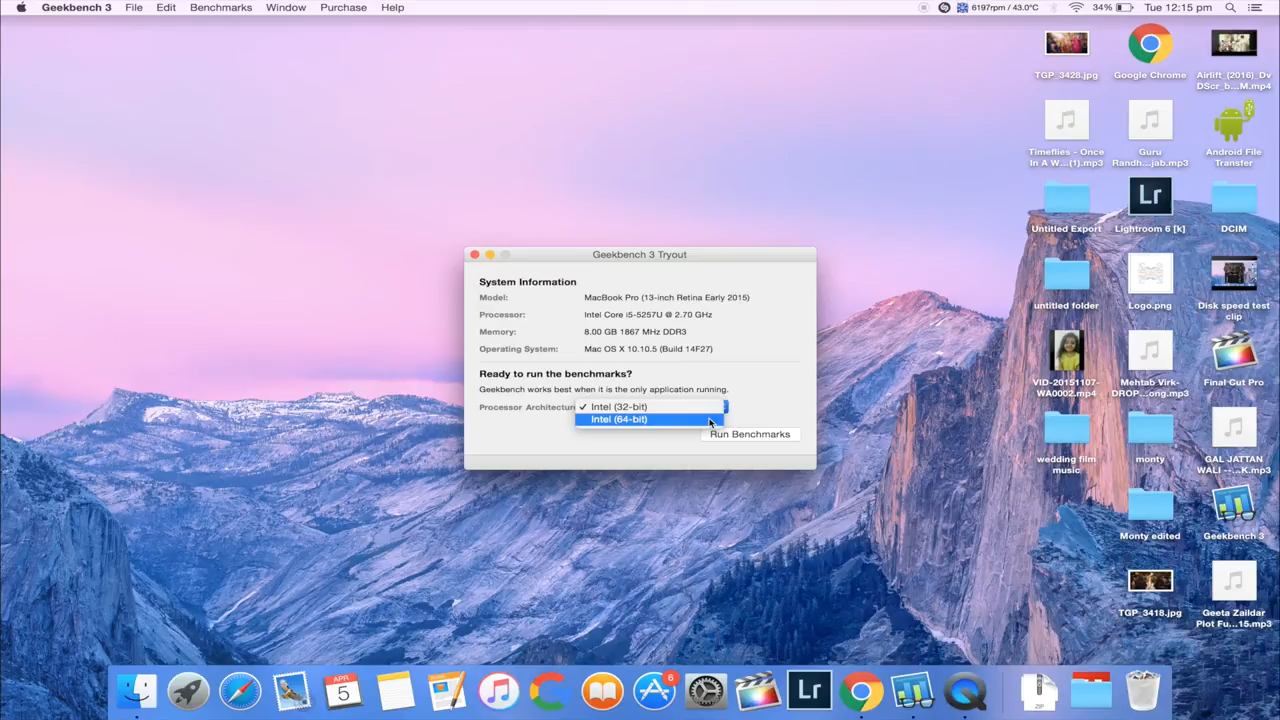 Geekbench 3 File Edit Benchmarks Window Purchase Help
6197rpm / 43.0°C 34% Tue 12:15 pm
TGP_3428.jpg
Google Chrome
Airlift_(2016)_Dv
DScr_b...M.mp4
Timeflies - Once
In A W...(1).mp3
Guru
Randh...jab.mp3
Android File
Transfer
Lr
Untitled Export
Lightroom 6 [k]
DCIM
untitled folder
Logo.png
Disk speed test
clip
VID-20151107-
WA0002.mp4
Mehtab Virk-
DROP...ong.mp3
Final Cut Pro
wedding film
music
monty
GAL JATTAN
WALI --...K.mp3
Monty edited
Geekbench 3
TGP_3418.jpg
Geeta Zaildar
Plot Fu...15.mp3
Geekbench 3 Tryout
System Information
Model: MacBook Pro (13-inch Retina Early 2015)
Processor: Intel Core i5-5257U @ 2.70 GHz
Memory: 8.00 GB 1867 MHz DDR3
Operating System: Mac OS X 10.10.5 (Build 14F27)
Ready to run the benchmarks?
Geekbench works best when it is the only application running.
Processor Architecture ✓ Intel (32-bit)
Intel (64-bit)
Run Benchmarks
APR
5
6
Lr
ZIP